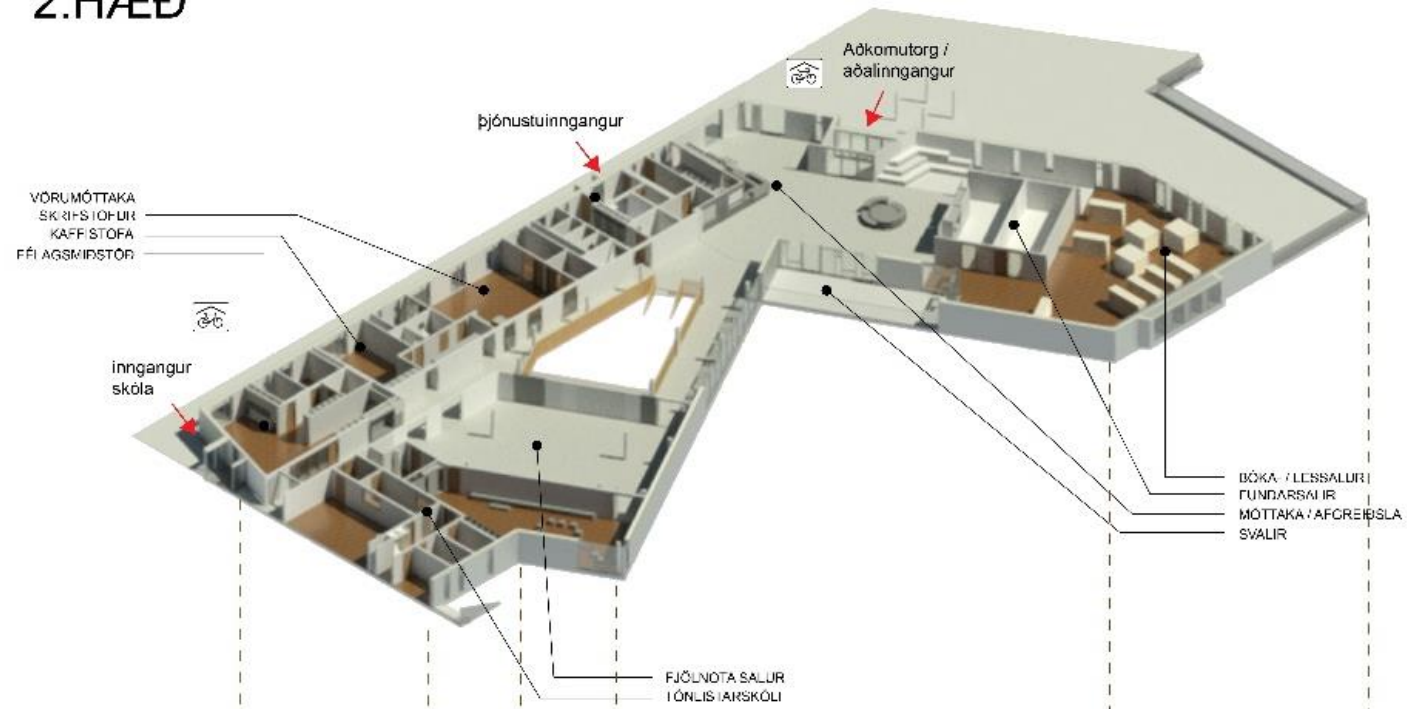 2.HÆÐ
Aðkomutorg /
aðalinngangur
þjónustuinngangur
VÖRUMÓTTAKA
SKRIFSTOFUR
KAFFISTOFA
FÉLAGSMIÐSTÖÐ
inngangur
skóla
BÓKA- / LESSALUR
FUNDARSALIR
MÓTTAKA / AFGREIÐSLA
SVALIR
FJÖLNOTA SALUR
TÓNLISTARSKÓLI